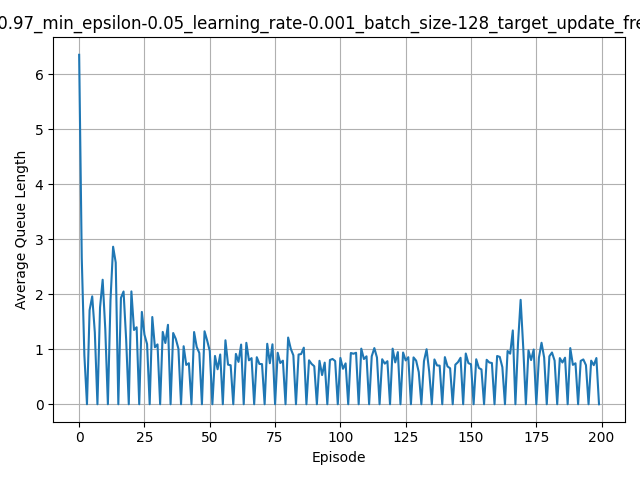 0.97_min_epsilon-0.05_learning_rate-0.001_batch_size-128_target_update_fre
6
5
4
3
2
1
0
Average Queue Length
0 25 50 75 100 125 150 175 200
Episode